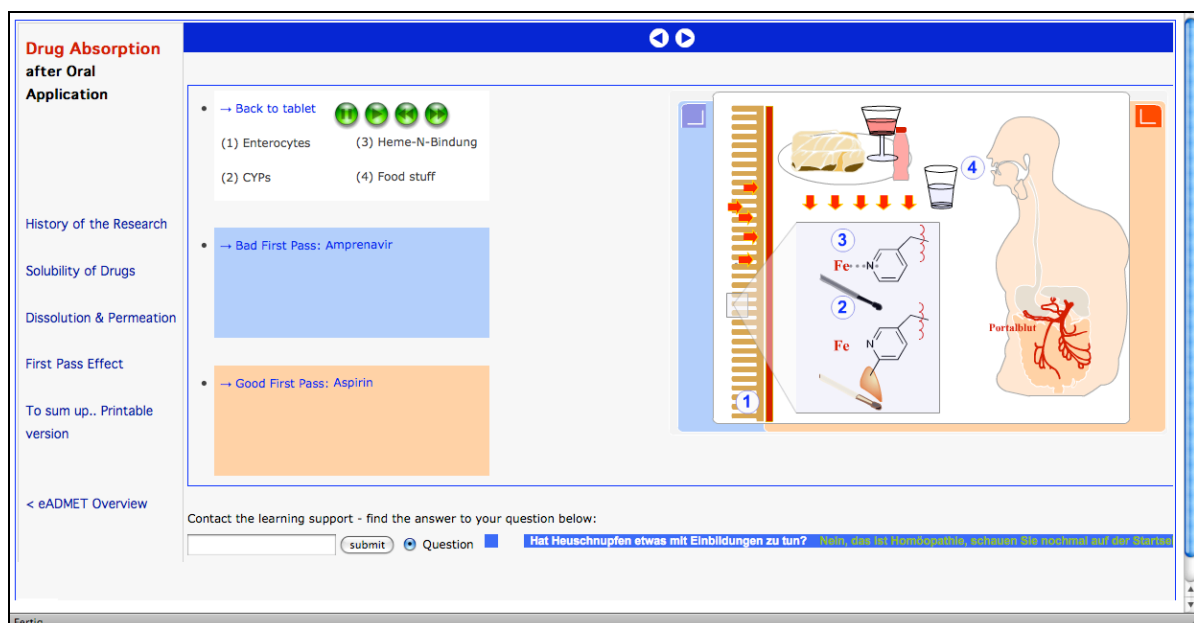 Drug Absorption
after Oral
Application
History of the Research
Solubility of Drugs
Dissolution & Permeation
First Pass Effect
To sum up.. Printable
version
< eADMET Overview
→ Back to tablet
(1) Enterocytes (3) Heme-N-Bindung
(2) CYPs (4) Food stuff
→ Bad First Pass: Amprenavir
→ Good First Pass: Aspirin
4
3
Fe N
2
Fe N
1
Portalblut
Contact the learning support - find the answer to your question below:
submit Question Hat Heuschnupfen etwas mit Einbildungen zu tun? Nein, das ist Homöopathie, schauen Sie nochmal auf der Startse
Fertig